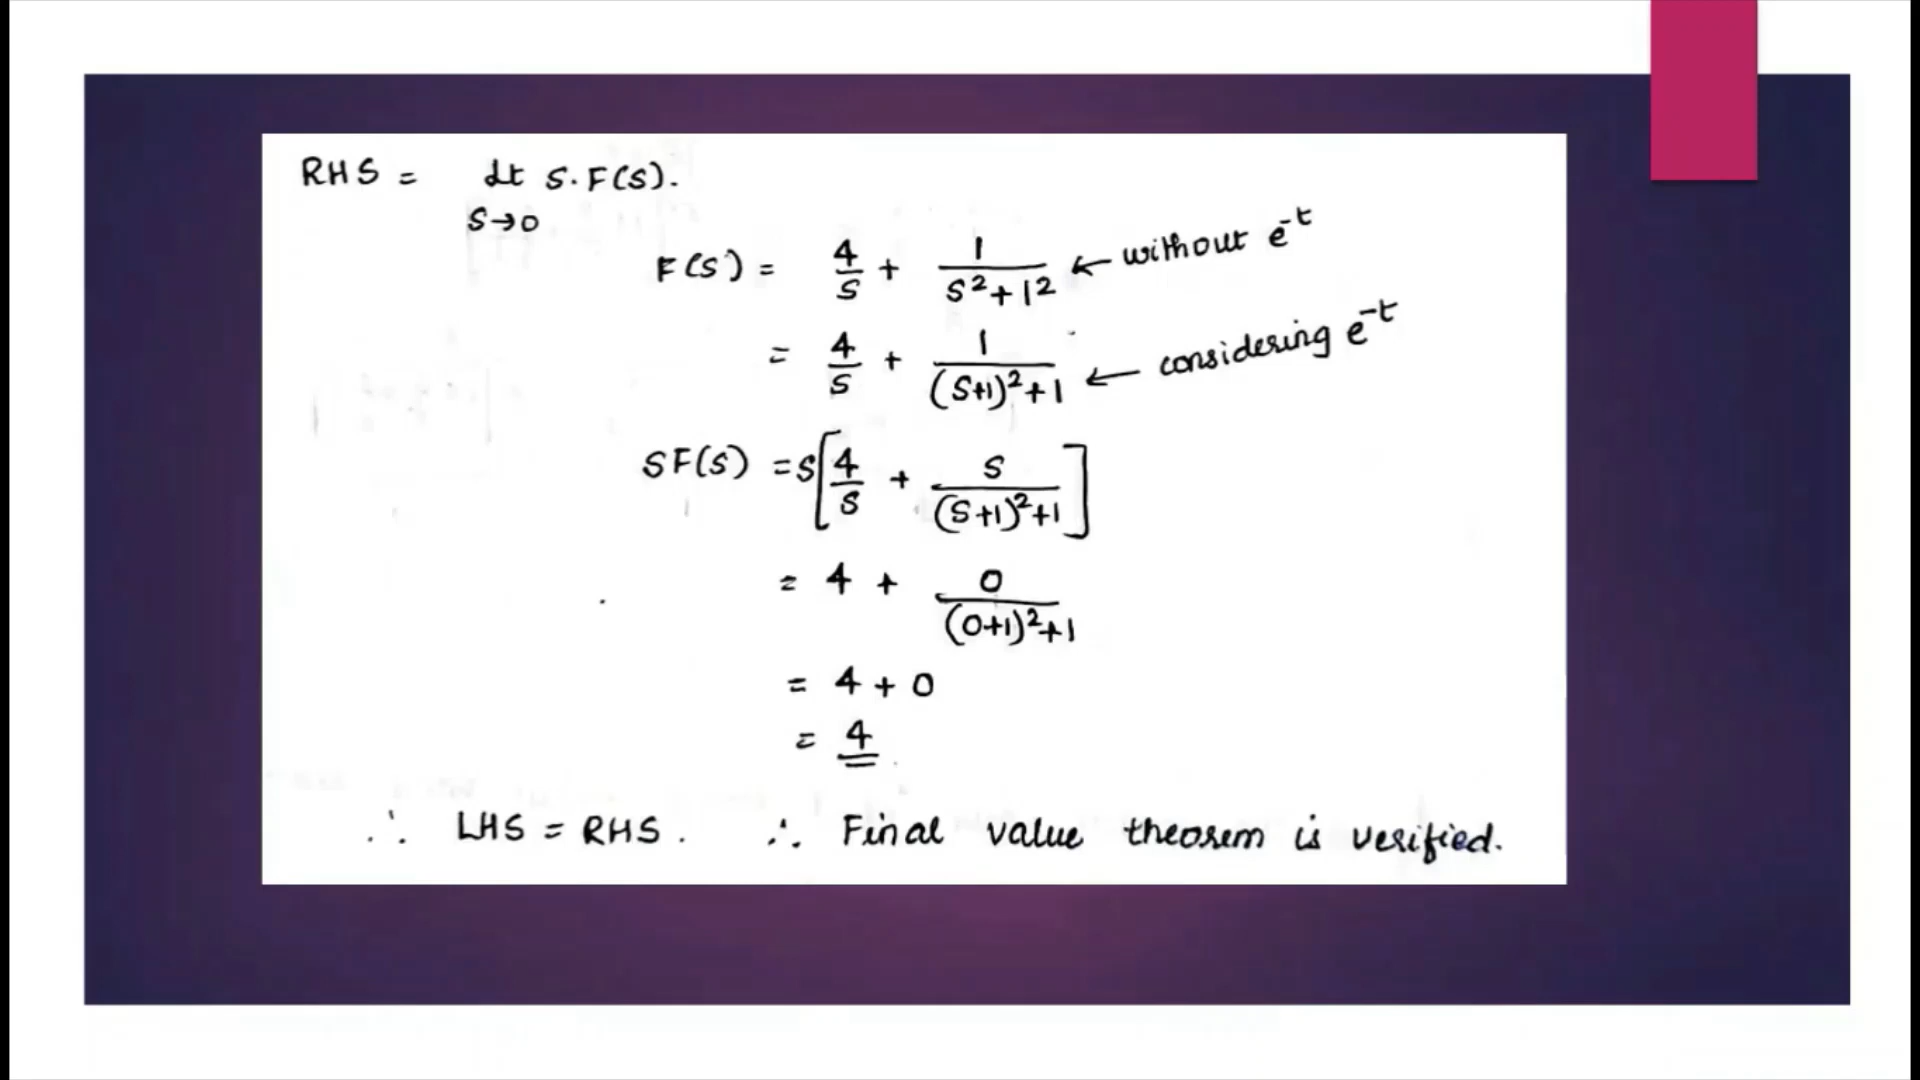 RHS = Lt S.F(S).
S→0
F(S) = 4/S + 1/(S²+1²) ← without e⁻ᵗ
= 4/S + 1/((S+1)²+1) ← considering e⁻ᵗ
SF(S) = S[4/S + S/((S+1)²+1)]
= 4 + 0/((0+1)²+1)
= 4 + 0
= 4
∴ LHS = RHS. ∴ Final value theorem is verified.